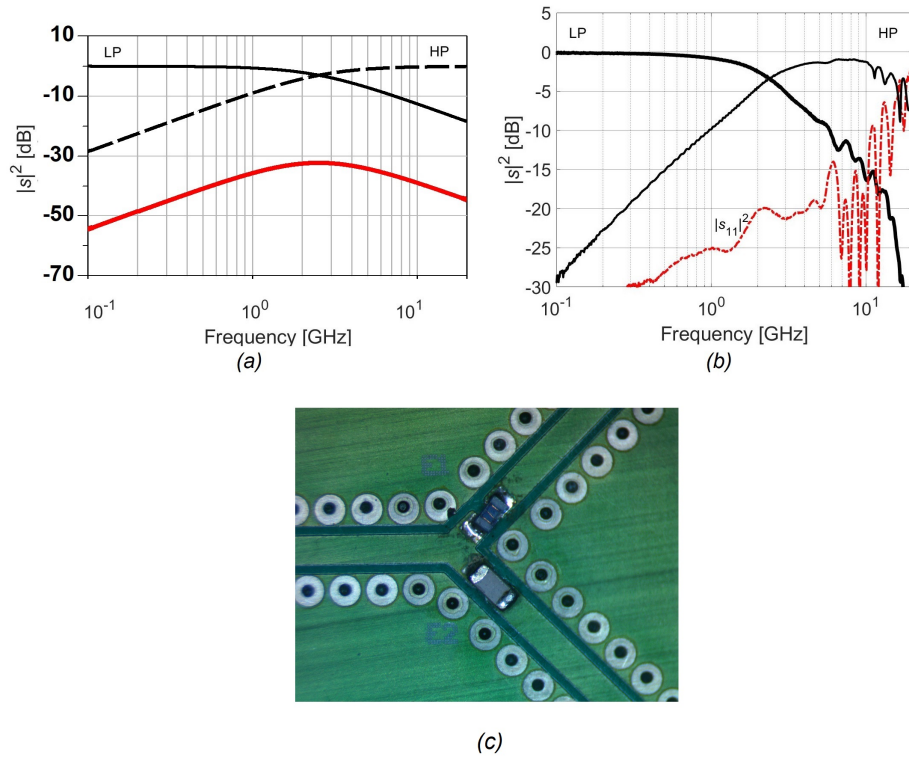 10
-10
-30
-50
-70
|s|² [dB]
LP
HP
10⁻¹
10⁰
10¹
Frequency [GHz]
(a)
5
0
-5
-10
-15
-20
-25
-30
|s|² [dB]
LP
HP
|s₁₁|²
10⁻¹
10⁰
10¹
Frequency [GHz]
(b)
E1
E2
(c)